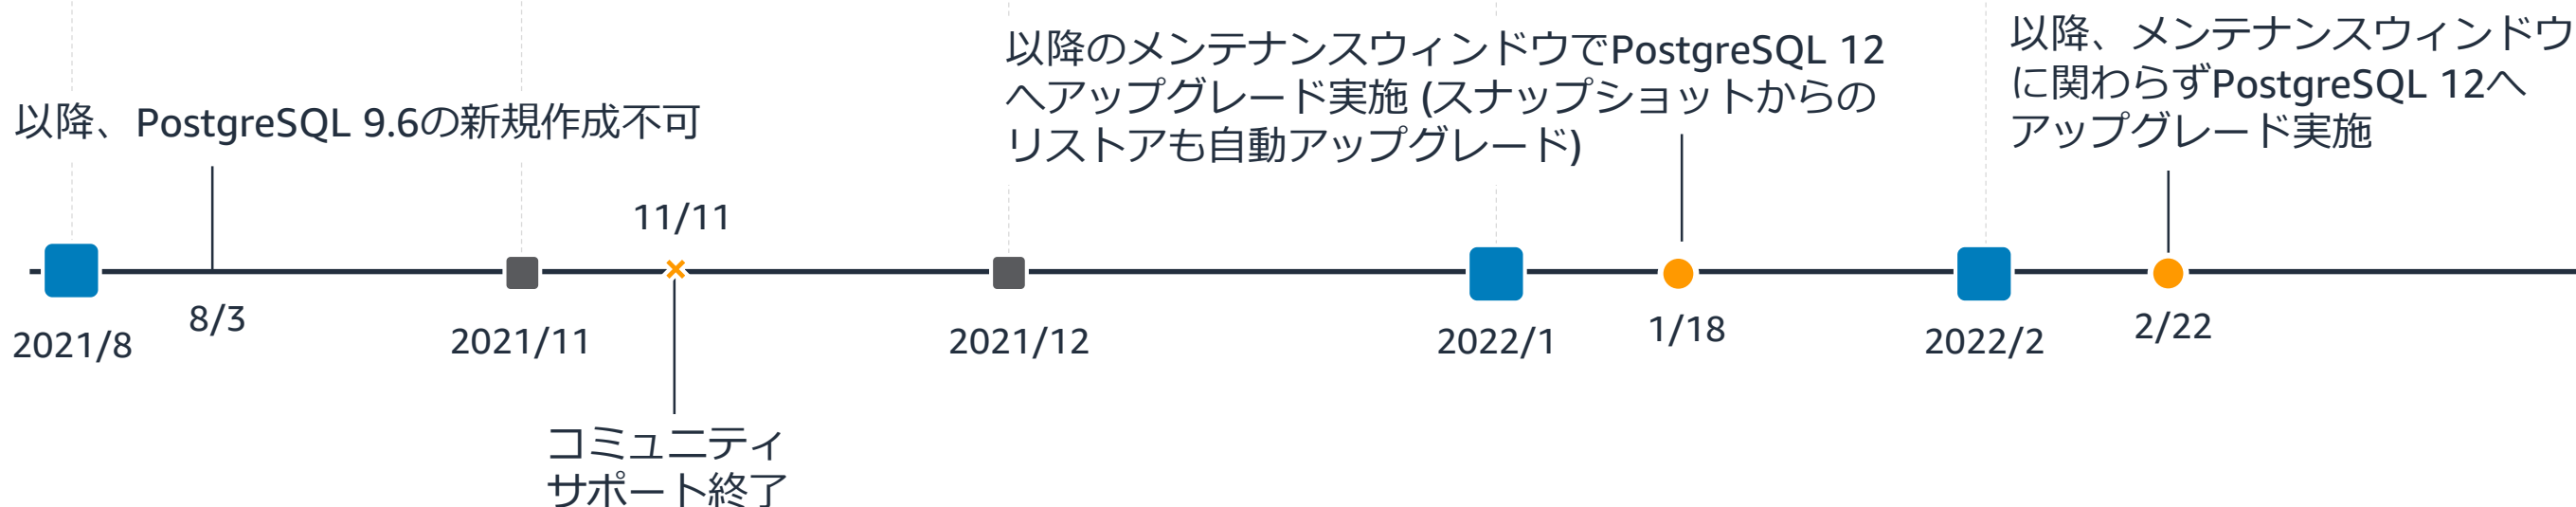 以降、PostgreSQL 9.6の新規作成不可
以降のメンテナンスウィンドウでPostgreSQL 12
へアップグレード実施 (スナップショットからの
リストアも自動アップグレード)
以降、メンテナンスウィンドウ
に関わらずPostgreSQL 12へ
アップグレード実施
11/11
2021/8
8/3
2021/11
2021/12
2022/1
1/18
2022/2
2/22
コミュニティ
サポート終了